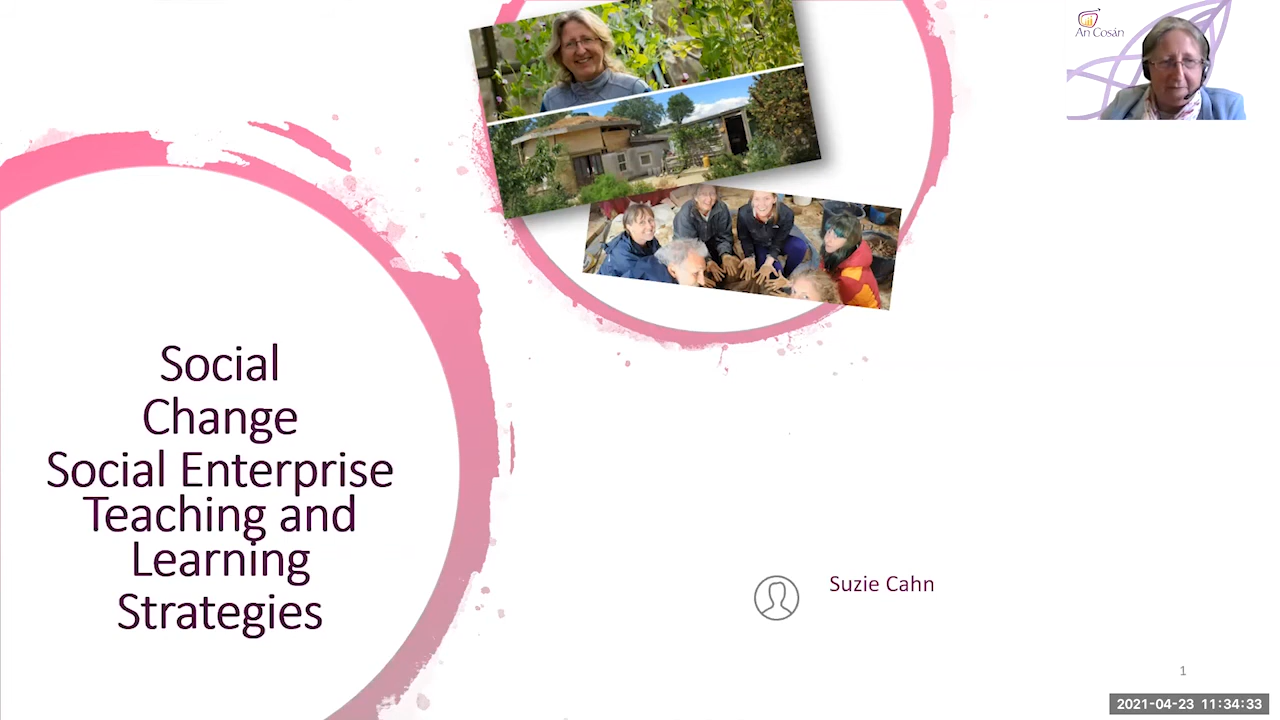 An Cosán
Social
Change
Social Enterprise
Teaching and
Learning
Strategies
Suzie Cahn
1
2021-04-23 11:34:33